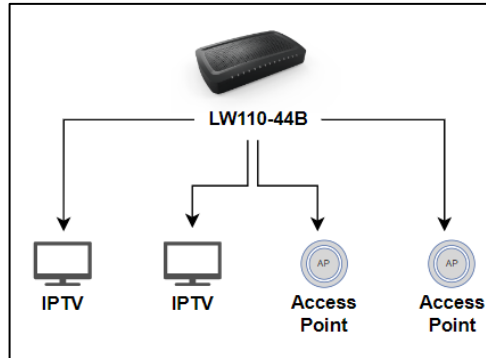 LW110-44B
AP
AP
IPTV
IPTV
Access
Point
Access
Point